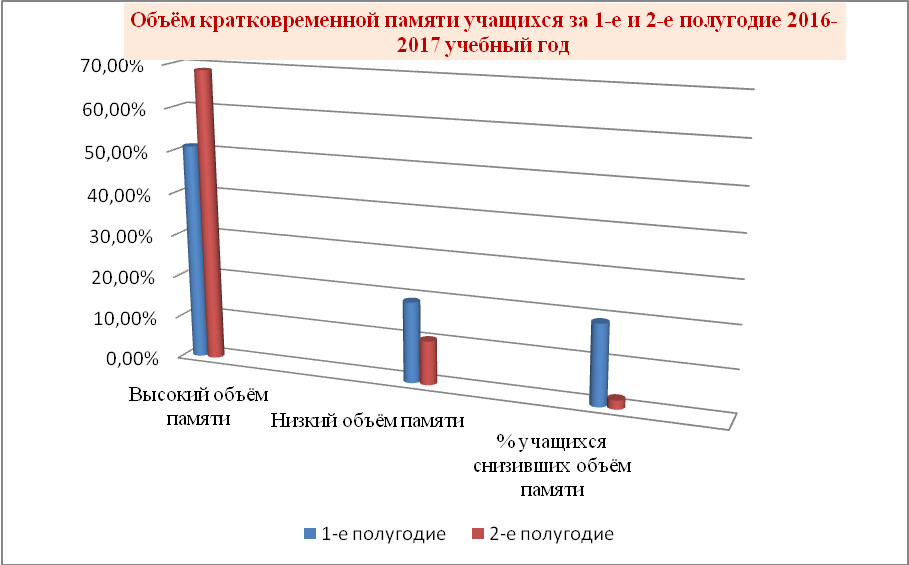 Объём кратковременной памяти учащихся за 1-е и 2-е полугодие 2016-
2017 учебный год
70,00%
60,00%
50,00%
40,00%
30,00%
20,00%
10,00%
0,00%
Высокий объём
памяти
Низкий объём памяти
% учащихся
снизивших объём
памяти
1-е полугодие
2-е полугодие